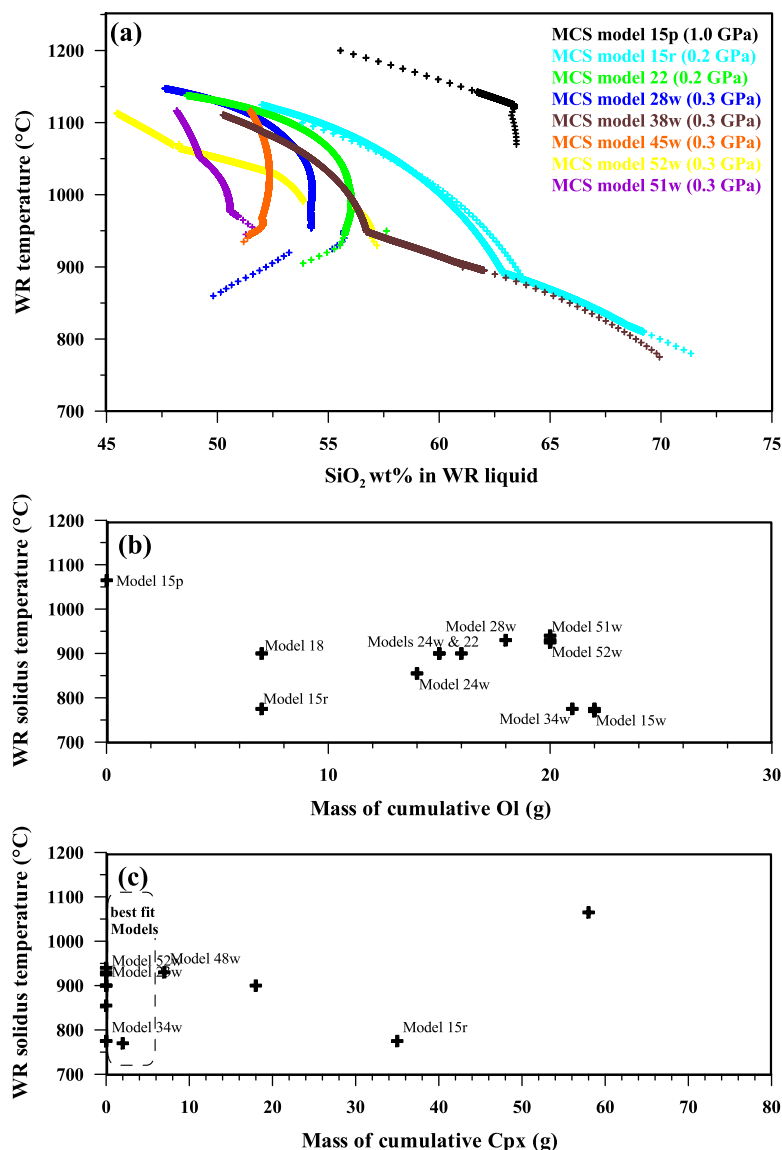 (a)
MCS model 15p (1.0 GPa)
MCS model 15r (0.2 GPa)
MCS model 22 (0.2 GPa)
MCS model 28w (0.3 GPa)
MCS model 38w (0.3 GPa)
MCS model 45w (0.3 GPa)
MCS model 52w (0.3 GPa)
MCS model 51w (0.3 GPa)
WR temperature (°C)
1200
1100
1000
900
800
700
45 50 55 60 65 70 75
SiO₂ wt% in WR liquid
(b)
WR solidus temperature (°C)
1200
1100
1000
900
800
700
Model 15p
Model 18
Model 15r
Models 24w & 22
Model 28w
Model 51w
Model 52w
Model 24w
Model 34w
Model 15w
0 10 20 30
Mass of cumulative Ol (g)
(c)
WR solidus temperature (°C)
1200
1100
1000
900
800
700
best fit
Models
Model 52w
Model 48w
Model 34w
Model 15r
0 10 20 30 40 50 60 70 80
Mass of cumulative Cpx (g)